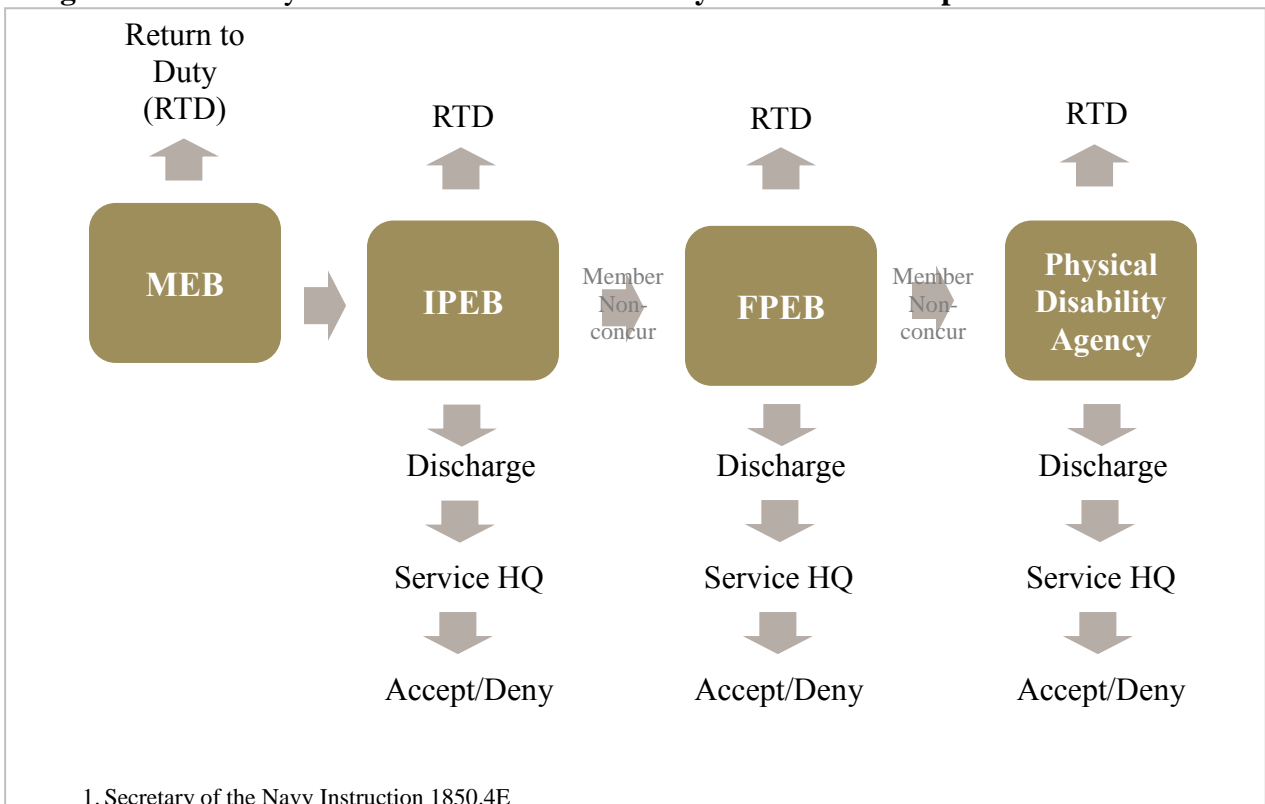 Return to
Duty
(RTD)
RTD
RTD
RTD
MEB
IPEB
Member
Non-
concur
FPEB
Member
Non-
concur
Physical
Disability
Agency
Discharge
Discharge
Discharge
Service HQ
Service HQ
Service HQ
Accept/Deny
Accept/Deny
Accept/Deny
1. Secretary of the Navy Instruction 1850.4E